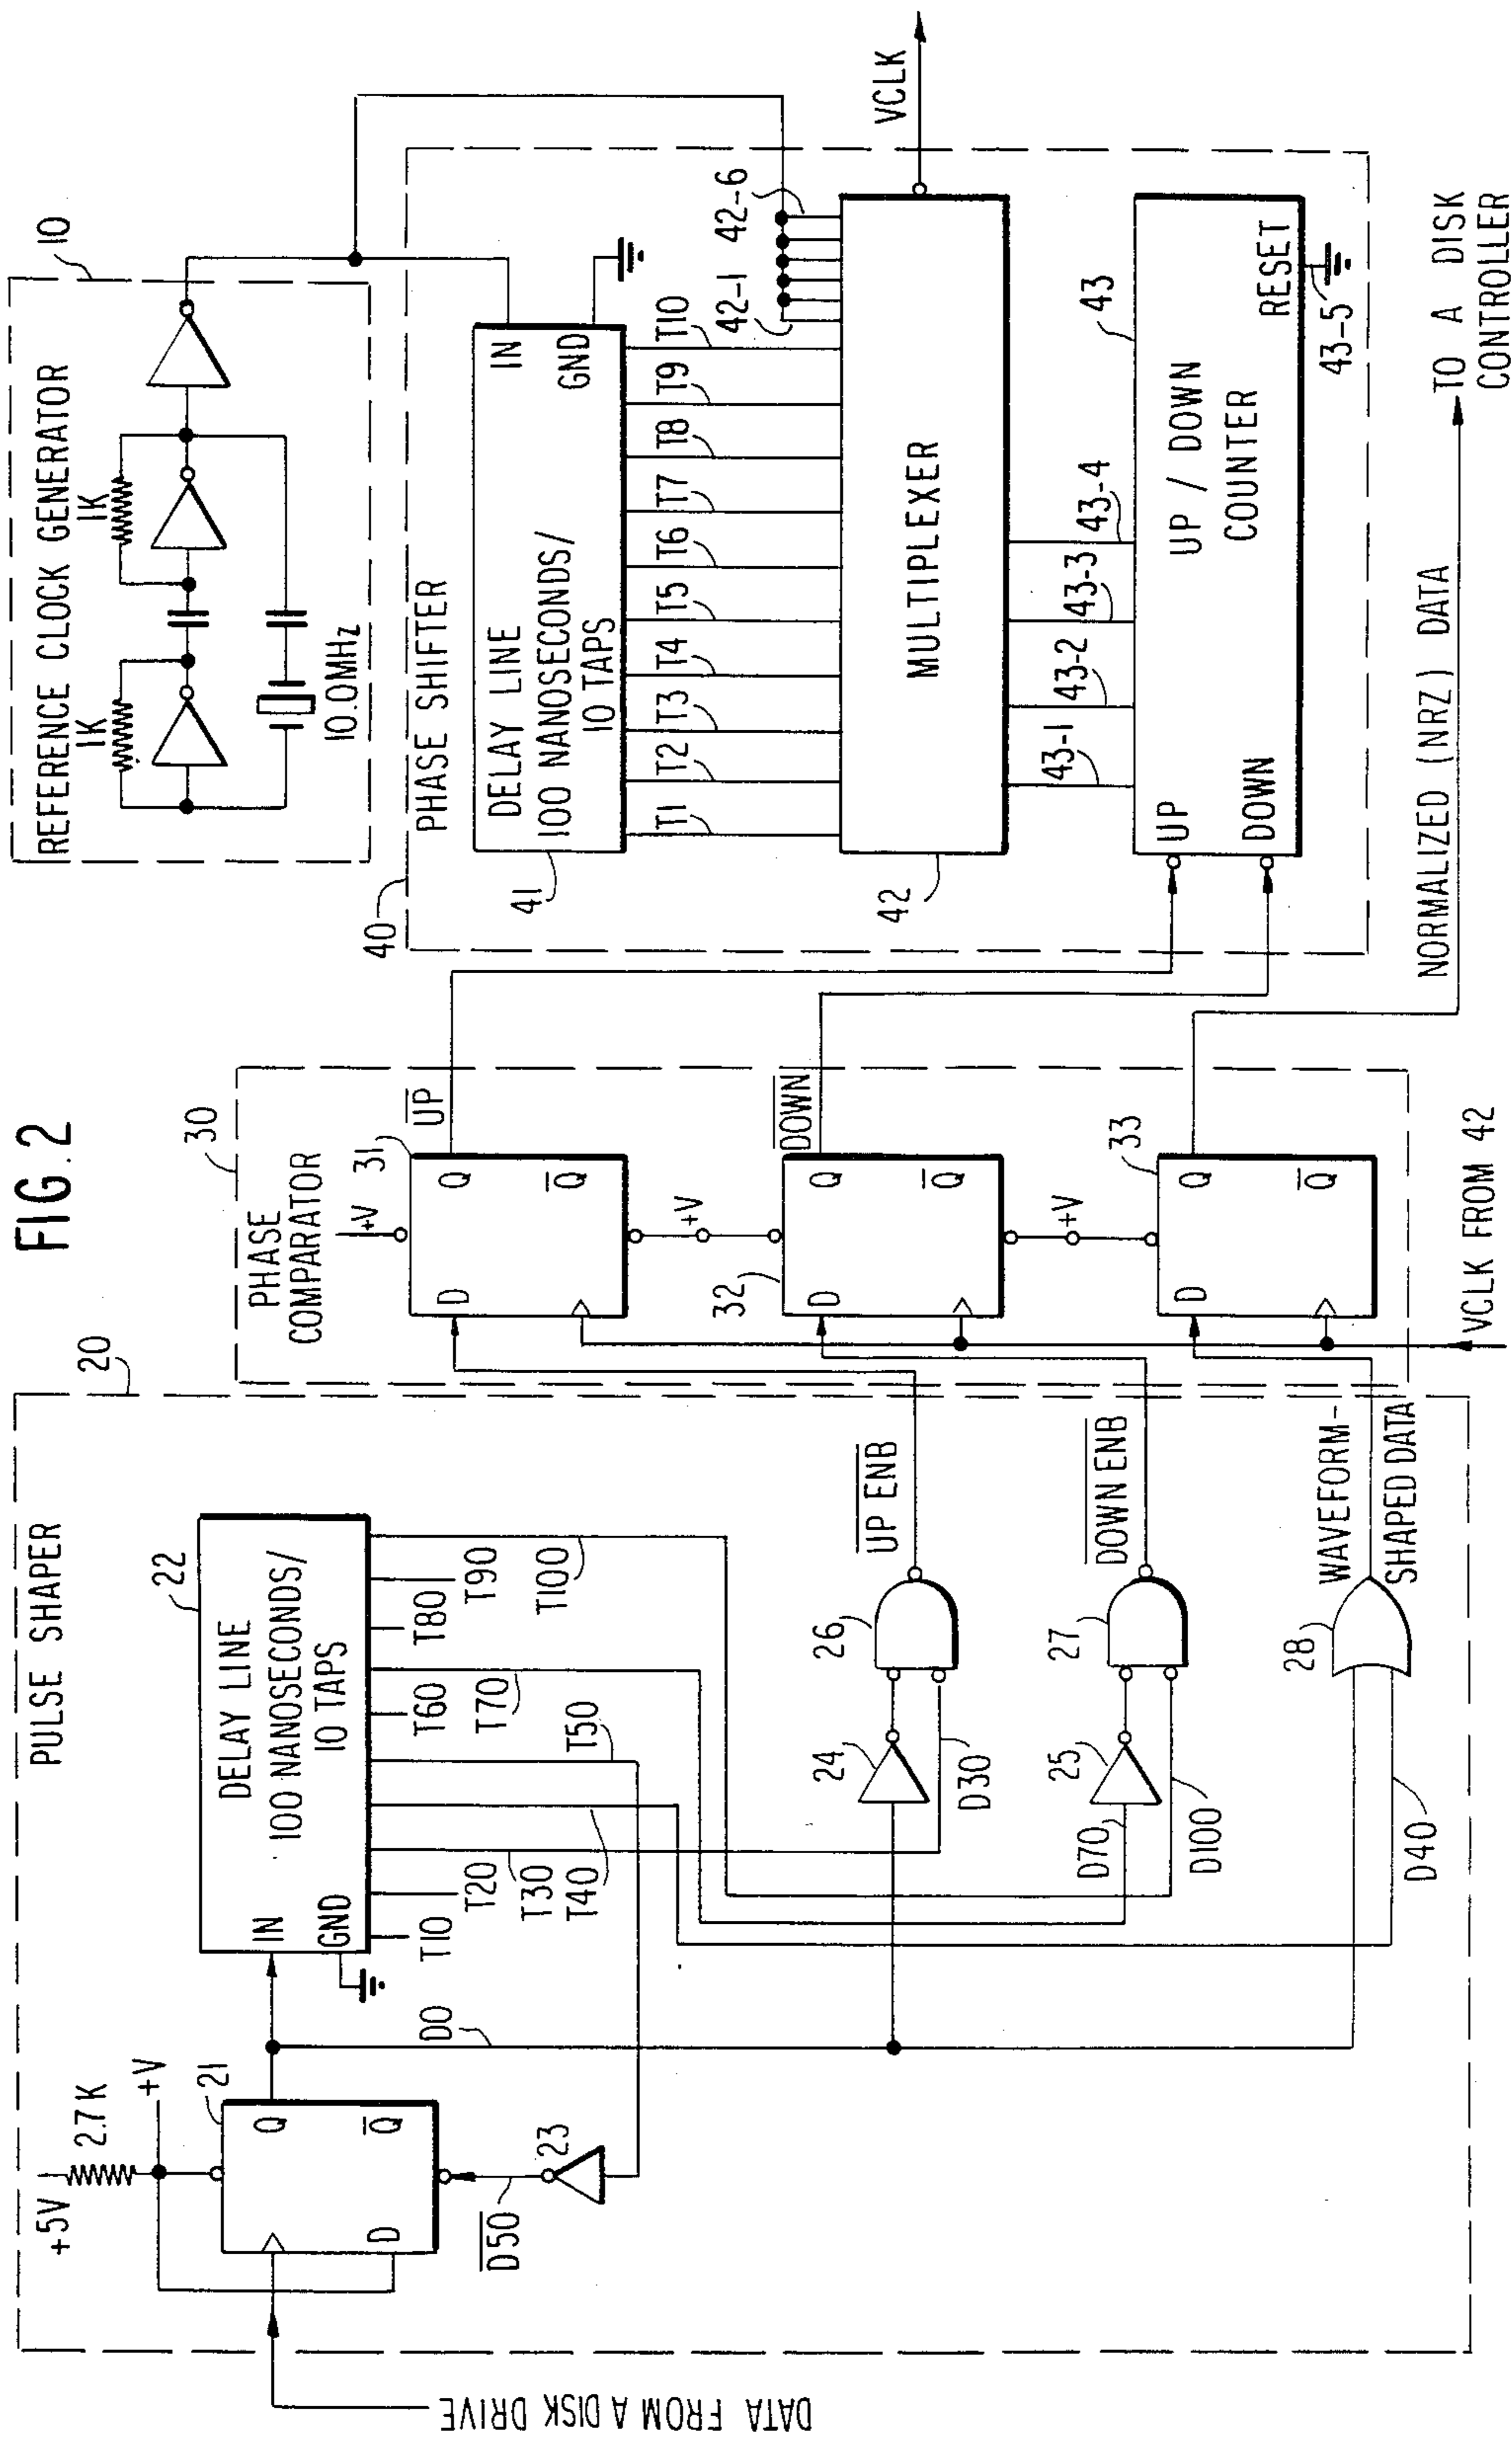 FIG. 2
PULSE SHAPER
20
+5V
2.7K
+V
21
Q
Q
D
D50
23
DATA FROM A DISK DRIVE
22
DELAY LINE
100 NANOSECONDS/
10 TAPS
IN
GND
T10
T20
T30
T40
T50
T60
T70
T80
T90
T100
D0
24
26
D30
UP ENB
25
27
D70
D100
DOWN ENB
28
D40
WAVEFORM-
SHAPED DATA
30
PHASE
COMPARATOR
+V
31
D
Q
Q
UP
+V
32
D
Q
Q
DOWN
+V
33
D
Q
Q
VCLK FROM 42
REFERENCE CLOCK GENERATOR
10
1K
1K
10.0MHz
40
PHASE SHIFTER
41
DELAY LINE
100 NANOSECONDS/
10 TAPS
IN
GND
T1
T2
T3
T4
T5
T6
T7
T8
T9
T10
42-1
42-6
42
MULTIPLEXER
VCLK
43-1
43-2
43-3
43-4
43
UP
DOWN
UP / DOWN
COUNTER
RESET
43-5
NORMALIZED (NRZ) DATA
TO A DISK
CONTROLLER